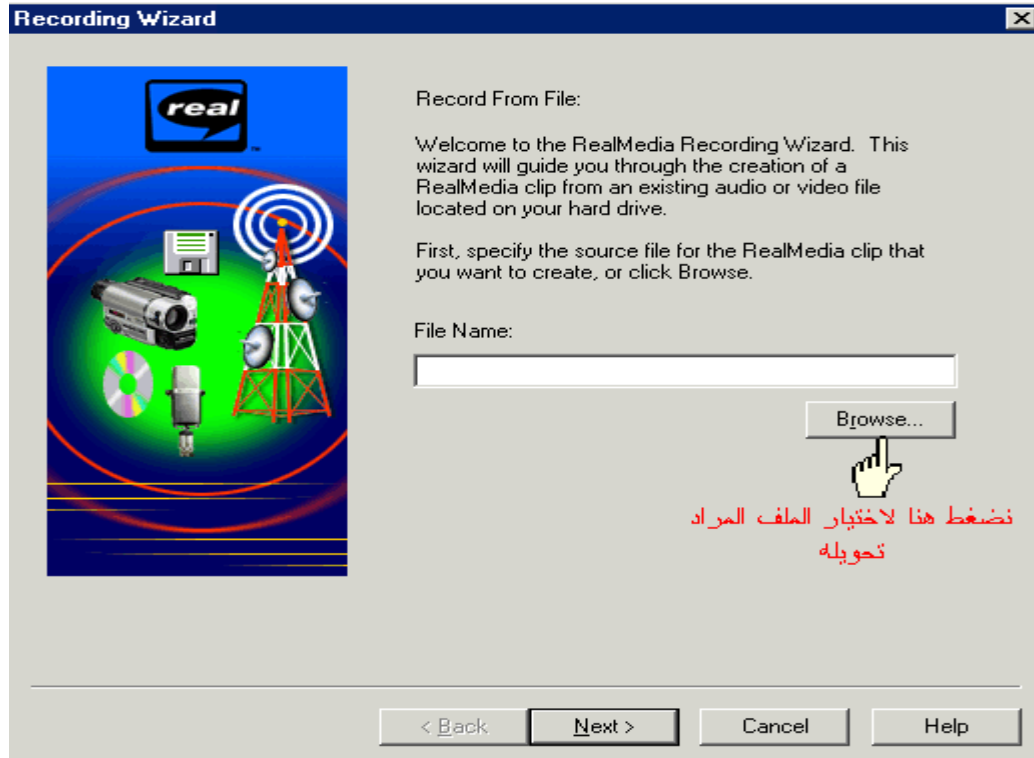 Recording Wizard
real
Record From File:
Welcome to the RealMedia Recording Wizard. This
wizard will guide you through the creation of a
RealMedia clip from an existing audio or video file
located on your hard drive.
First, specify the source file for the RealMedia clip that
you want to create, or click Browse.
File Name:
Browse...
نضغط هنا لاختيار الملف المراد
تحويله
< Back
Next >
Cancel
Help